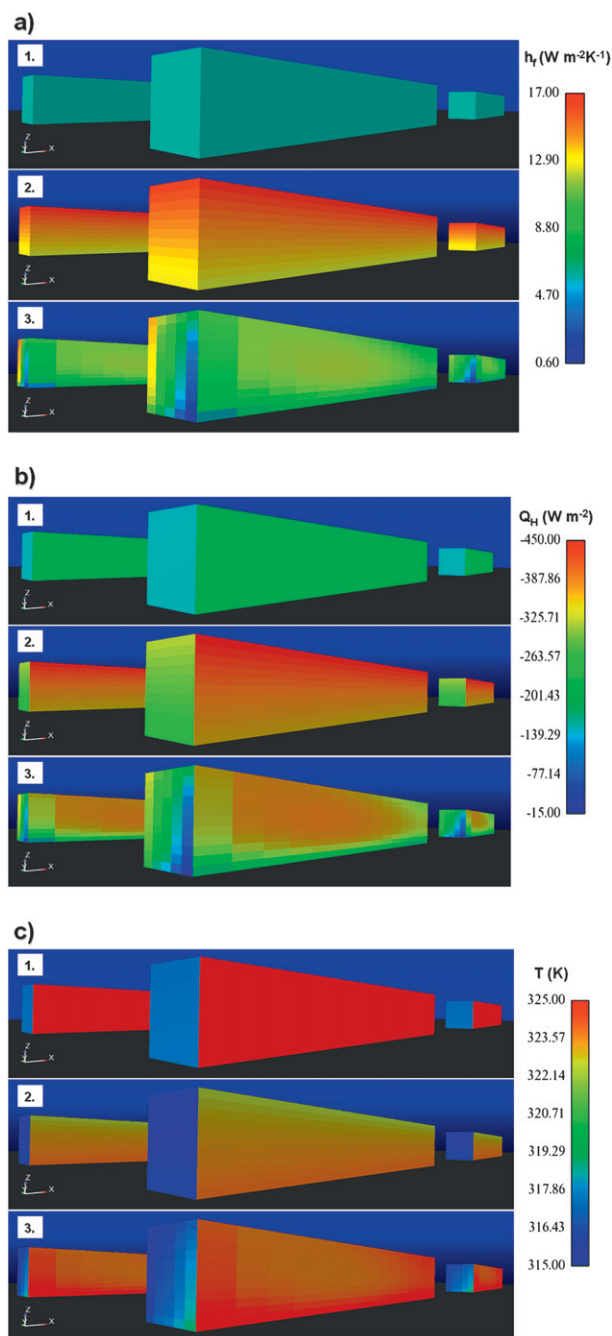 a)
1.
Z
Y
X
2.
Z
Y
X
3.
Z
Y
X
h_f (W m⁻²K⁻¹)
17.00
12.90
8.80
4.70
0.60
b)
1.
Z
Y
X
2.
Z
Y
X
3.
Z
Y
X
Q_H (W m⁻²)
-450.00
-387.86
-325.71
-263.57
-201.43
-139.29
-77.14
-15.00
c)
1.
Z
Y
X
2.
Z
Y
X
3.
Z
Y
X
T (K)
325.00
323.57
322.14
320.71
319.29
317.86
316.43
315.00